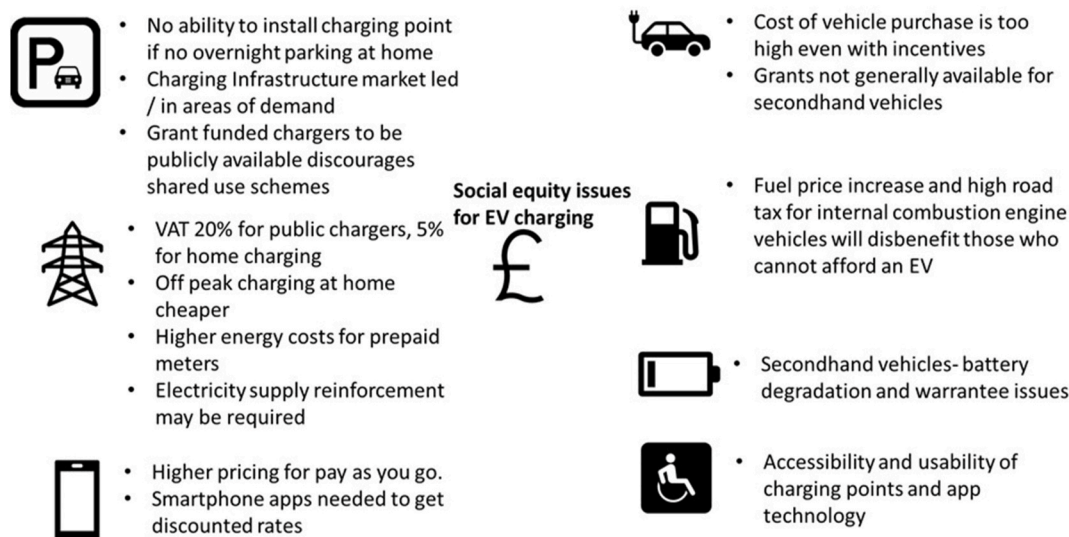 P
• No ability to install charging point
if no overnight parking at home
• Charging Infrastructure market led
/ in areas of demand
• Grant funded chargers to be
publicly available discourages
shared use schemes
• VAT 20% for public chargers, 5%
for home charging
• Off peak charging at home
cheaper
• Higher energy costs for prepaid
meters
• Electricity supply reinforcement
may be required
• Higher pricing for pay as you go.
• Smartphone apps needed to get
discounted rates
Social equity issues
for EV charging
£
• Cost of vehicle purchase is too
high even with incentives
• Grants not generally available for
secondhand vehicles
• Fuel price increase and high road
tax for internal combustion engine
vehicles will disbenefit those who
cannot afford an EV
• Secondhand vehicles- battery
degradation and warrantee issues
• Accessibility and usability of
charging points and app
technology